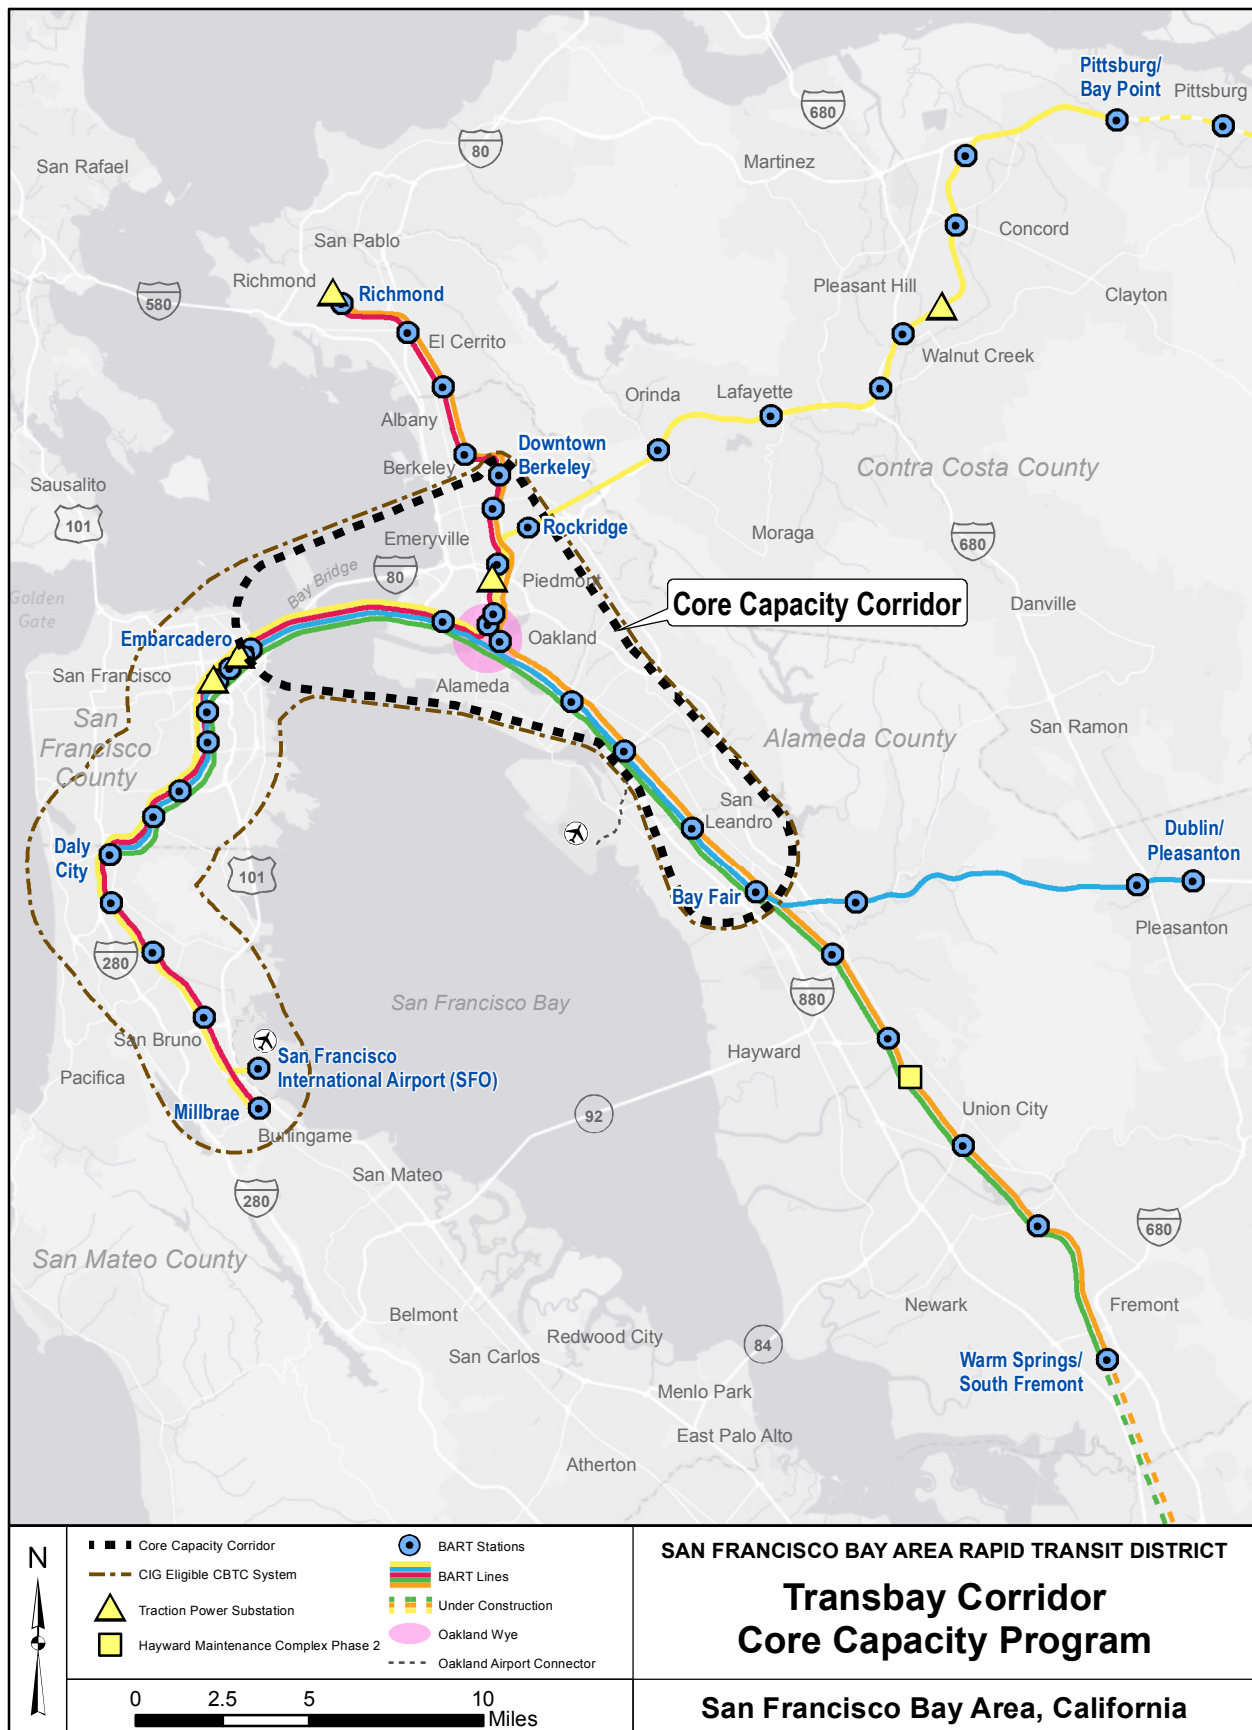 Pittsburg/
Bay Point
Pittsburg
680
80
Martinez
San Rafael
Concord
San Pablo
Richmond
Richmond
Pleasant Hill
Clayton
580
El Cerrito
Walnut Creek
Orinda
Lafayette
Albany
Downtown
Berkeley
Berkeley
Contra Costa County
Sausalito
101
Rockridge
Emeryville
Moraga
680
Bay Bridge
80
Piedmont
Golden
Gate
Core Capacity Corridor
Danville
Embarcadero
Oakland
San Francisco
Alameda
San
Francisco
County
San Ramon
Alameda County
San
Leandro
Daly
City
Dublin/
Pleasanton
101
Bay Fair
Pleasanton
280
San Francisco Bay
880
San Bruno
Hayward
San Francisco
International Airport (SFO)
Pacifica
Millbrae
92
Union City
Burlingame
San Mateo
280
680
San Mateo County
Newark
Fremont
Belmont
Redwood City
84
San Carlos
Warm Springs/
South Fremont
Menlo Park
East Palo Alto
Atherton
N
Core Capacity Corridor
CIG Eligible CBTC System
Traction Power Substation
Hayward Maintenance Complex Phase 2
BART Stations
BART Lines
Under Construction
Oakland Wye
Oakland Airport Connector
0 2.5 5 10
Miles
SAN FRANCISCO BAY AREA RAPID TRANSIT DISTRICT
Transbay Corridor
Core Capacity Program
San Francisco Bay Area, California